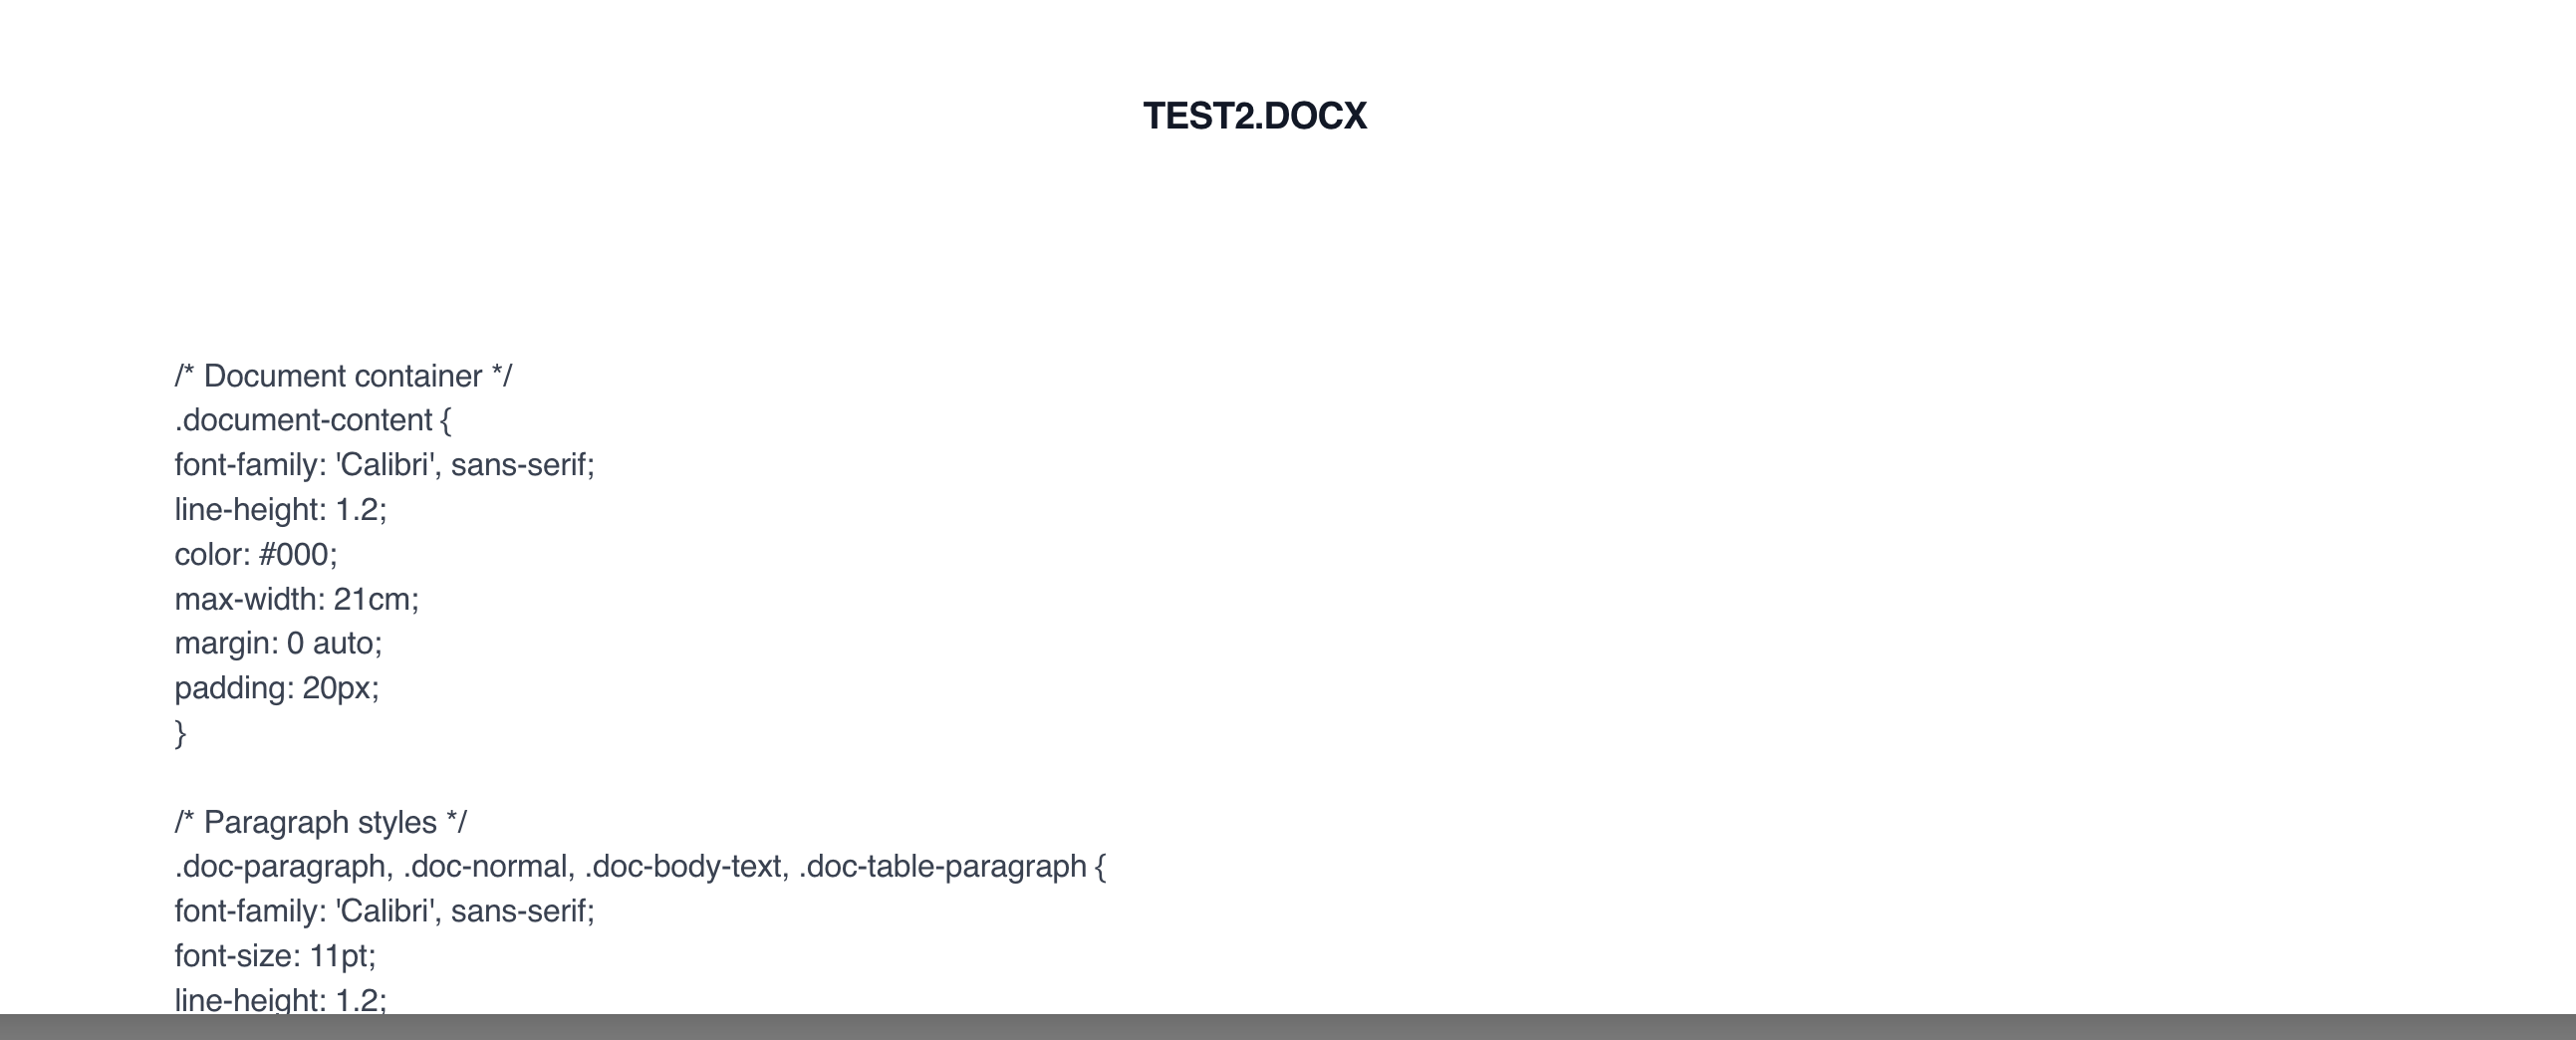 TEST2.DOCX
/* Document container */
.document-content {
font-family: 'Calibri', sans-serif;
line-height: 1.2;
color: #000;
max-width: 21cm;
margin: 0 auto;
padding: 20px;
}
/* Paragraph styles */
.doc-paragraph, .doc-normal, .doc-body-text, .doc-table-paragraph {
font-family: 'Calibri', sans-serif;
font-size: 11pt;
line-height: 1.2;